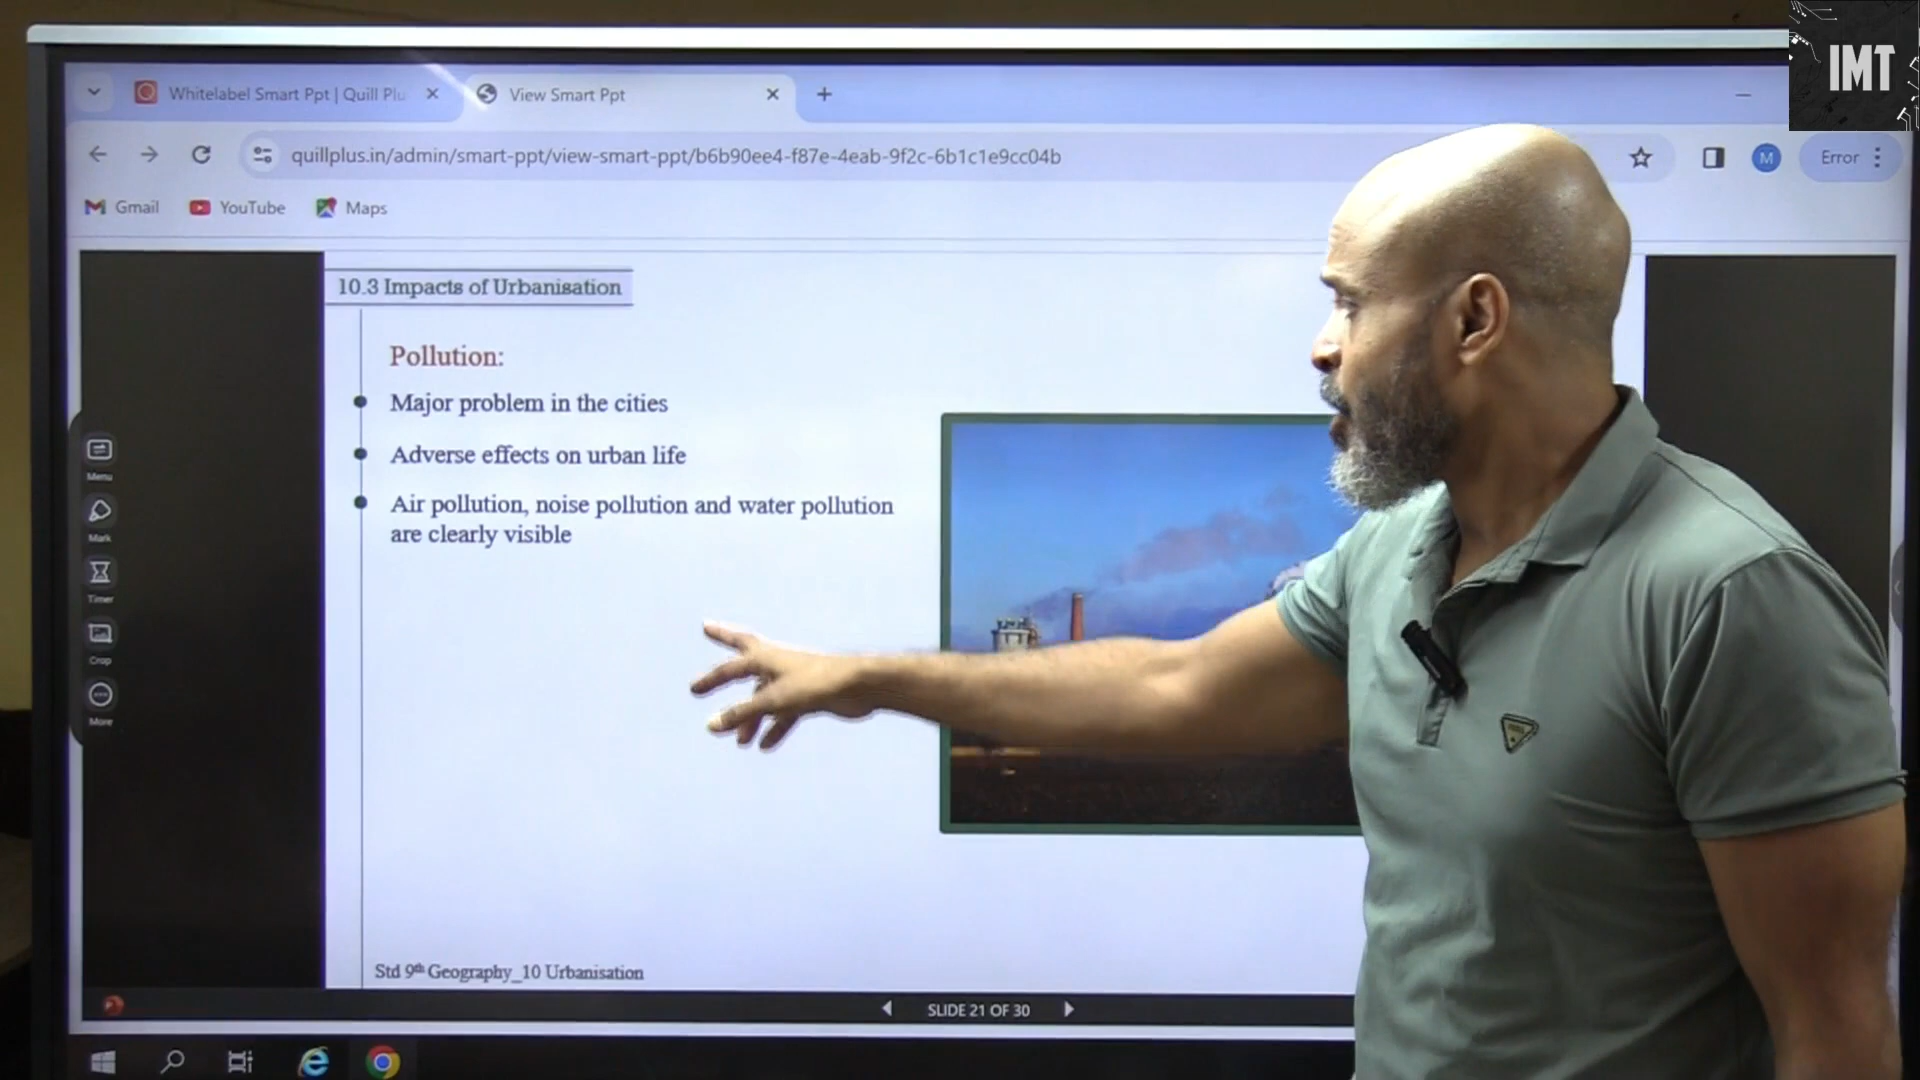 IMT
Whitelabel Smart Ppt | Quill Plu
View Smart Ppt
quillplus.in/admin/smart-ppt/view-smart-ppt/b6b90ee4-f87e-4eab-9f2c-6b1c1e9cc04b
M
Error
Gmail
YouTube
Maps
10.3 Impacts of Urbanisation
Pollution:
Major problem in the cities
Adverse effects on urban life
Air pollution, noise pollution and water pollution
are clearly visible
Menu
Mark
Timer
Crop
More
Std 9th Geography_10 Urbanisation
SLIDE 21 OF 30